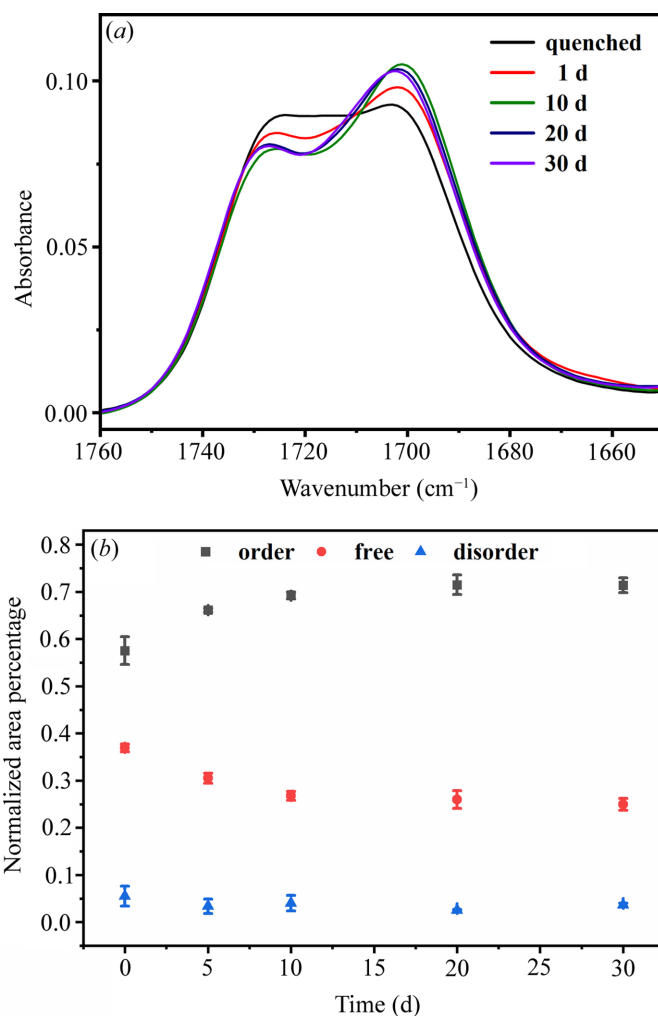 (a)
quenched
1 d
10 d
20 d
30 d
0.10
0.05
0.00
Absorbance
1760 1740 1720 1700 1680 1660
Wavenumber (cm⁻¹)
(b)
order free disorder
0.8
0.7
0.6
0.5
0.4
0.3
0.2
0.1
0.0
Normalized area percentage
0 5 10 15 20 25 30
Time (d)